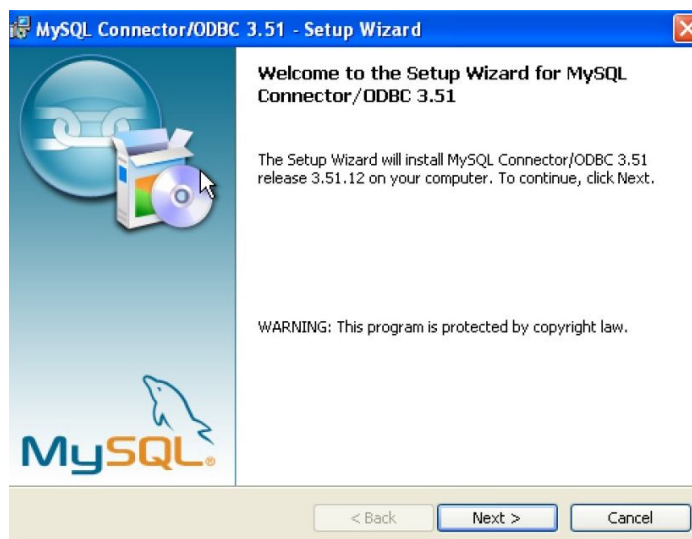 MySQL Connector/ODBC 3.51 - Setup Wizard
Welcome to the Setup Wizard for MySQL
Connector/ODBC 3.51
The Setup Wizard will install MySQL Connector/ODBC 3.51
release 3.51.12 on your computer. To continue, click Next.
WARNING: This program is protected by copyright law.
MySQL®
< Back
Next >
Cancel